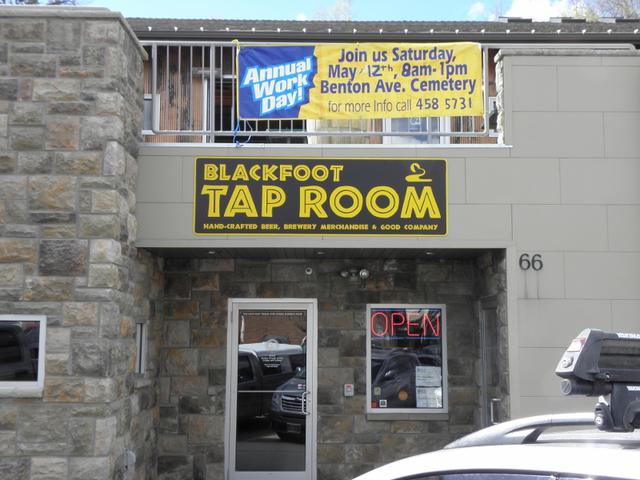 Annual
Work
Day!
Join us Saturday,
May 12th, 8am-1pm
Benton Ave. Cemetery
for more Info call 458 5731
BLACKFOOT
TAP ROOM
HAND-CRAFTED BEER, BREWERY MERCHANDISE & GOOD COMPANY
66
OPEN